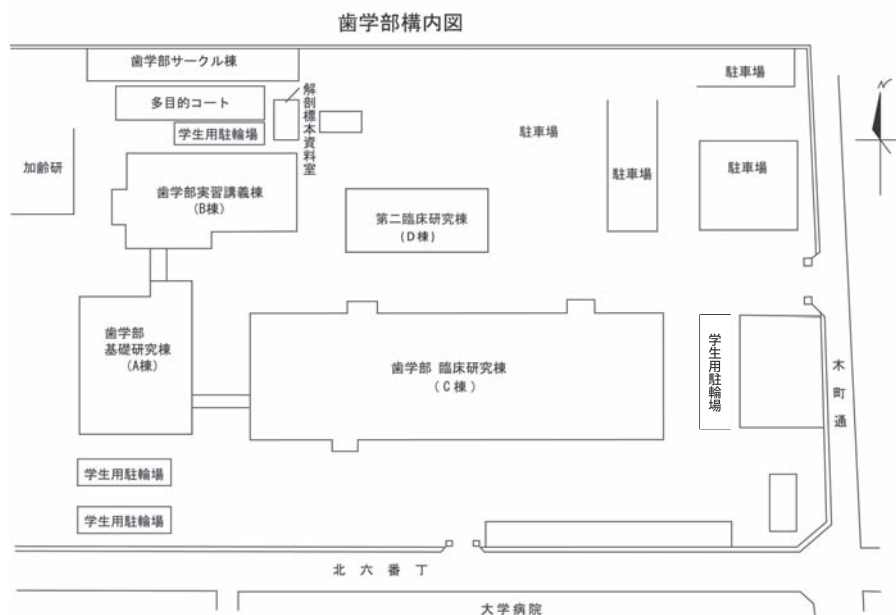 歯学部構内図
歯学部サークル棟
駐車場
多目的コート
解剖標本資料室
学生用駐輪場
駐車場
加齢研
駐車場
駐車場
歯学部実習講義棟
(B棟)
第二臨床研究棟
(D棟)
N
歯学部
基礎研究棟
(A棟)
歯学部 臨床研究棟
(C棟)
学生用駐輪場
木町通
学生用駐輪場
学生用駐輪場
北六番丁
大学病院